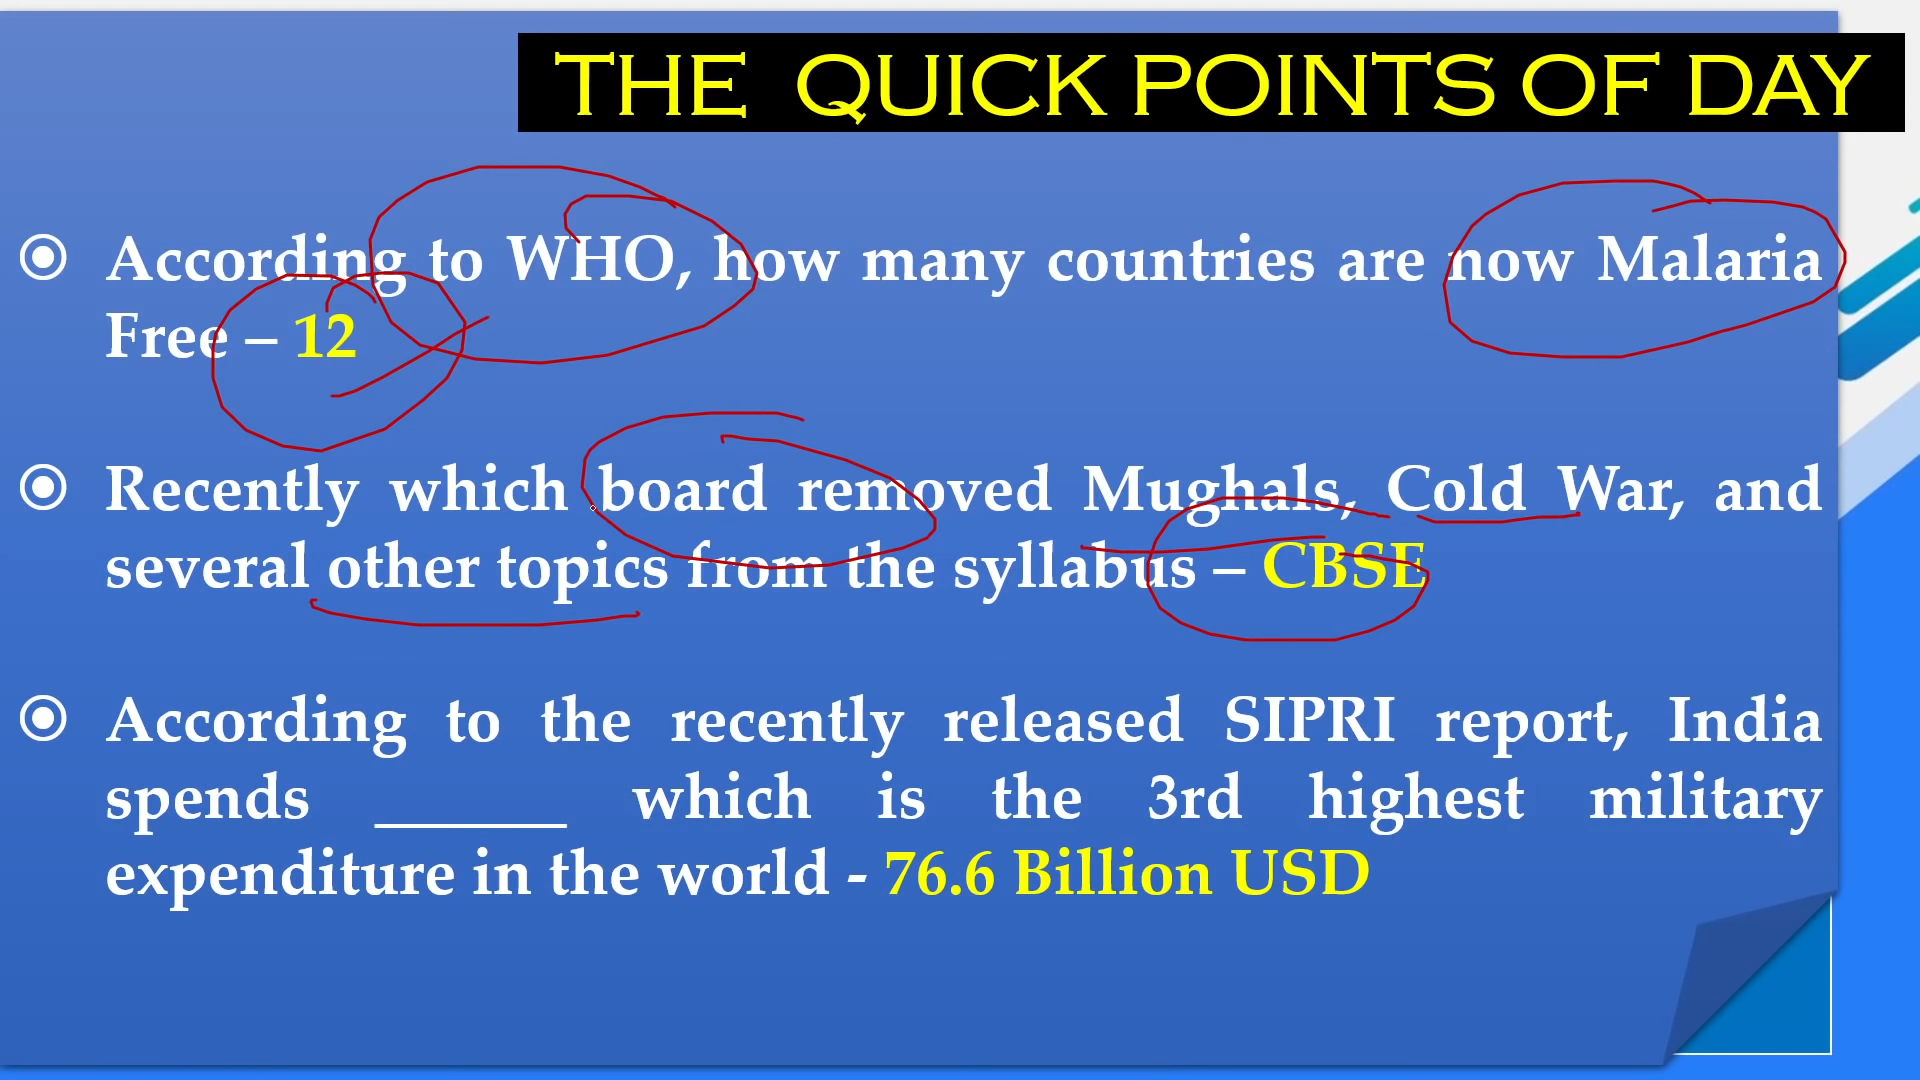 THE QUICK POINTS OF DAY
According to WHO, how many countries are now Malaria
Free – 12
Recently which board removed Mughals, Cold War, and
several other topics from the syllabus – CBSE
According to the recently released SIPRI report, India
spends ______ which is the 3rd highest military
expenditure in the world - 76.6 Billion USD